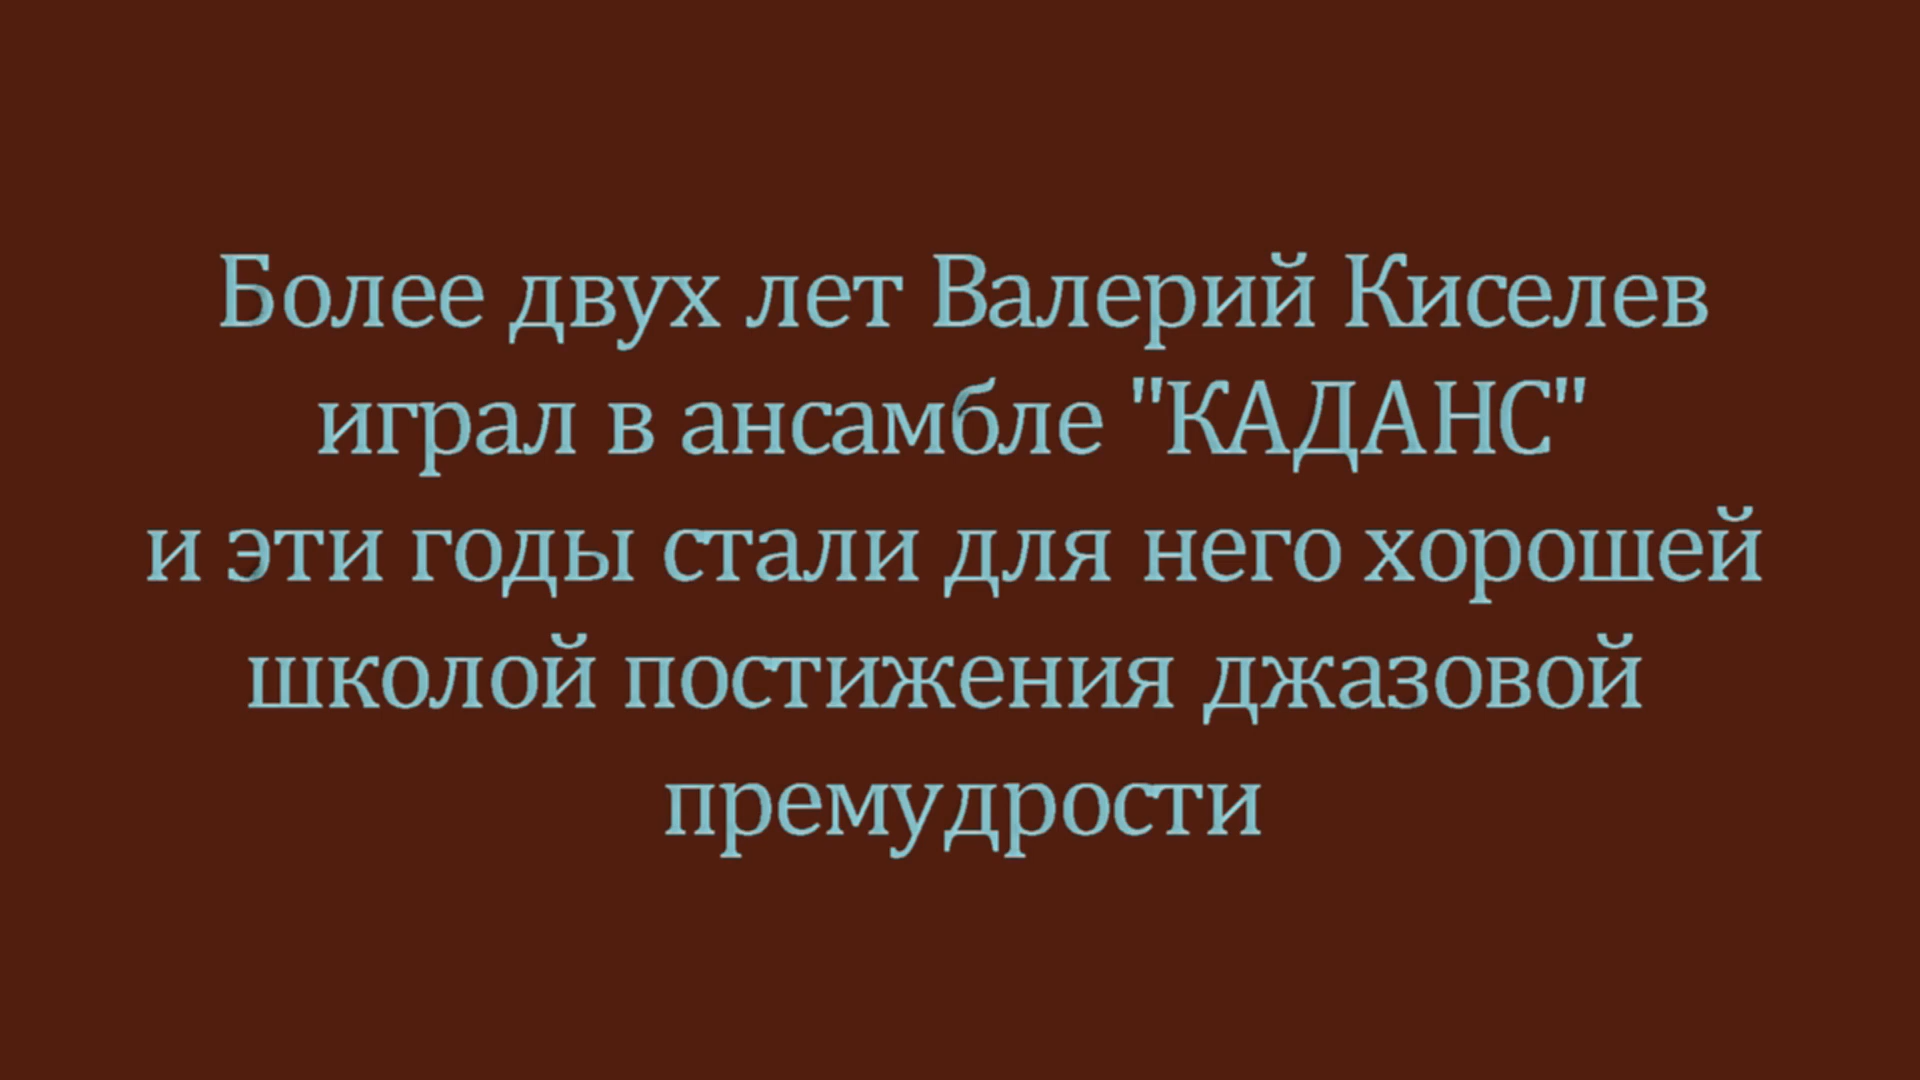 Более двух лет Валерий Киселев
играл в ансамбле "КАДАНС"
и эти годы стали для него хорошей
школой постижения джазовой
премудрости